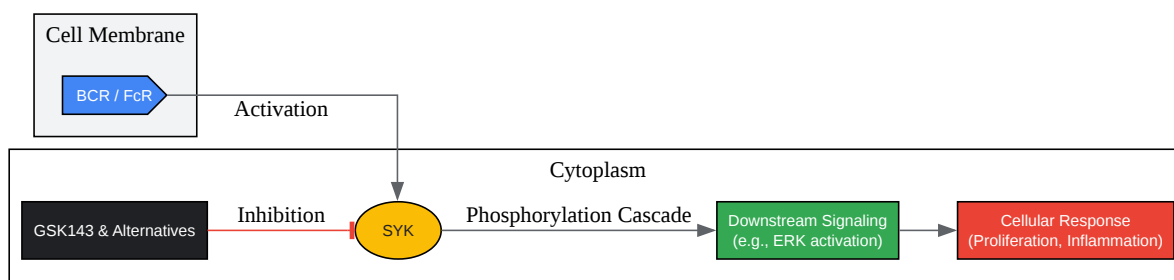 Cell Membrane
BCR / FcR
Activation
Cytoplasm
GSK143 & Alternatives
Inhibition
SYK
Phosphorylation Cascade
Downstream Signaling
(e.g., ERK activation)
Cellular Response
(Proliferation, Inflammation)